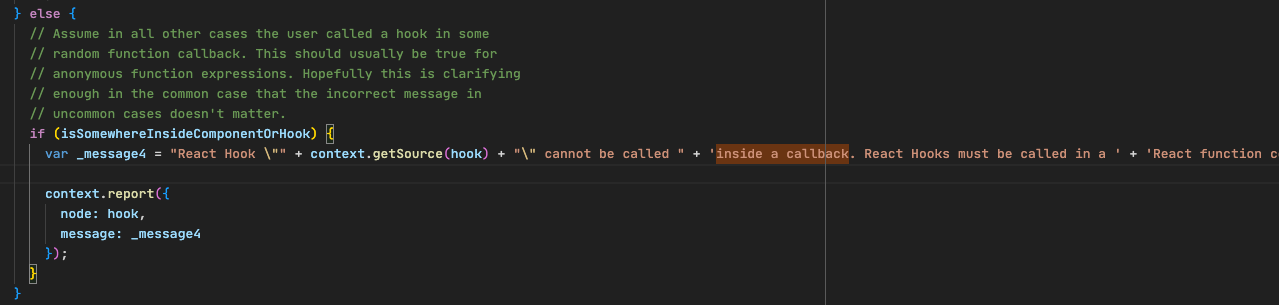 } else {
// Assume in all other cases the user called a hook in some
// random function callback. This should usually be true for
// anonymous function expressions. Hopefully this is clarifying
// enough in the common case that the incorrect message in
// uncommon cases doesn't matter.
if (isSomewhereInsideComponentOrHook) {
var _message4 = "React Hook \"" + context.getSource(hook) + "\" cannot be called " + 'inside a callback. React Hooks must be called in a ' + 'React function c
context.report({
node: hook,
message: _message4
});
}
}